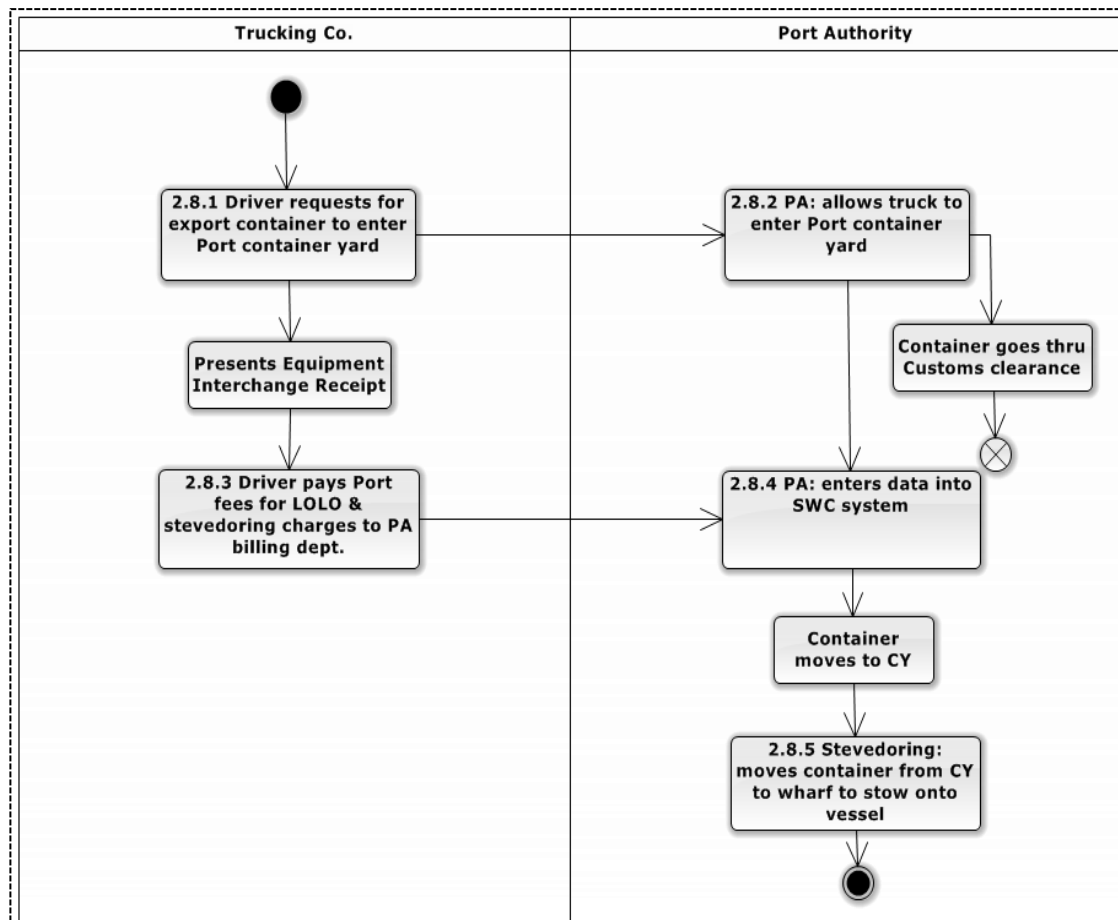 Trucking Co.
Port Authority
2.8.1 Driver requests for
export container to enter
Port container yard
2.8.2 PA: allows truck to
enter Port container
yard
Presents Equipment
Interchange Receipt
Container goes thru
Customs clearance
2.8.3 Driver pays Port
fees for LOLO &
stevedoring charges to PA
billing dept.
2.8.4 PA: enters data into
SWC system
Container
moves to CY
2.8.5 Stevedoring:
moves container from CY
to wharf to stow onto
vessel